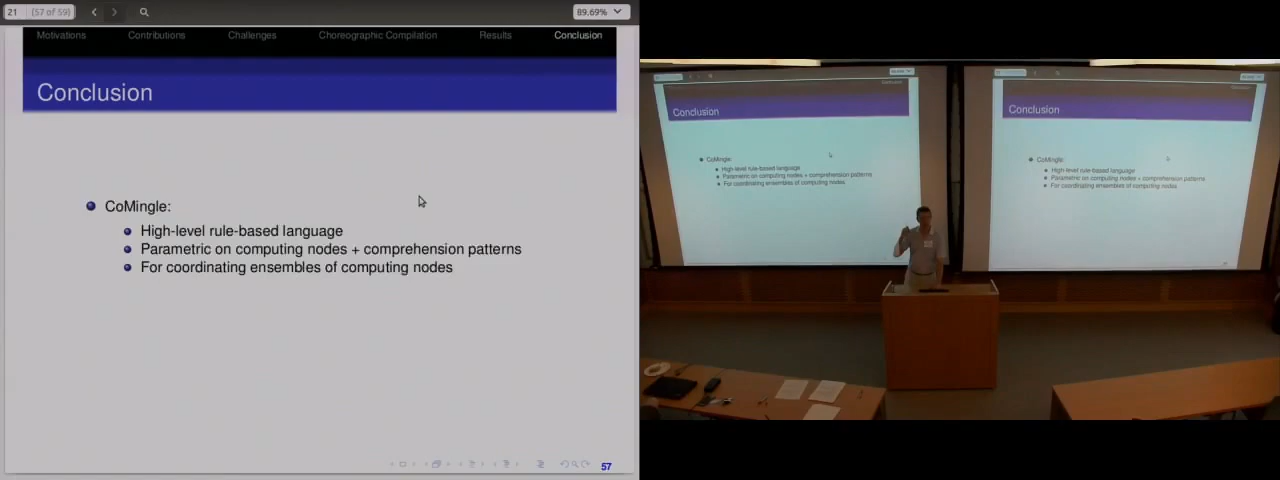 21 (57 of 59) 89.69%
Motivations Contributions Challenges Choreographic Compilation Results Conclusion
Conclusion
CoMingle:
High-level rule-based language
Parametric on computing nodes + comprehension patterns
For coordinating ensembles of computing nodes
57
Conclusion
CoMingle:
High-level rule-based language
Parametric on computing nodes + comprehension patterns
For coordinating ensembles of computing nodes
Conclusion
CoMingle:
High-level rule-based language
Parametric on computing nodes + comprehension patterns
For coordinating ensembles of computing nodes